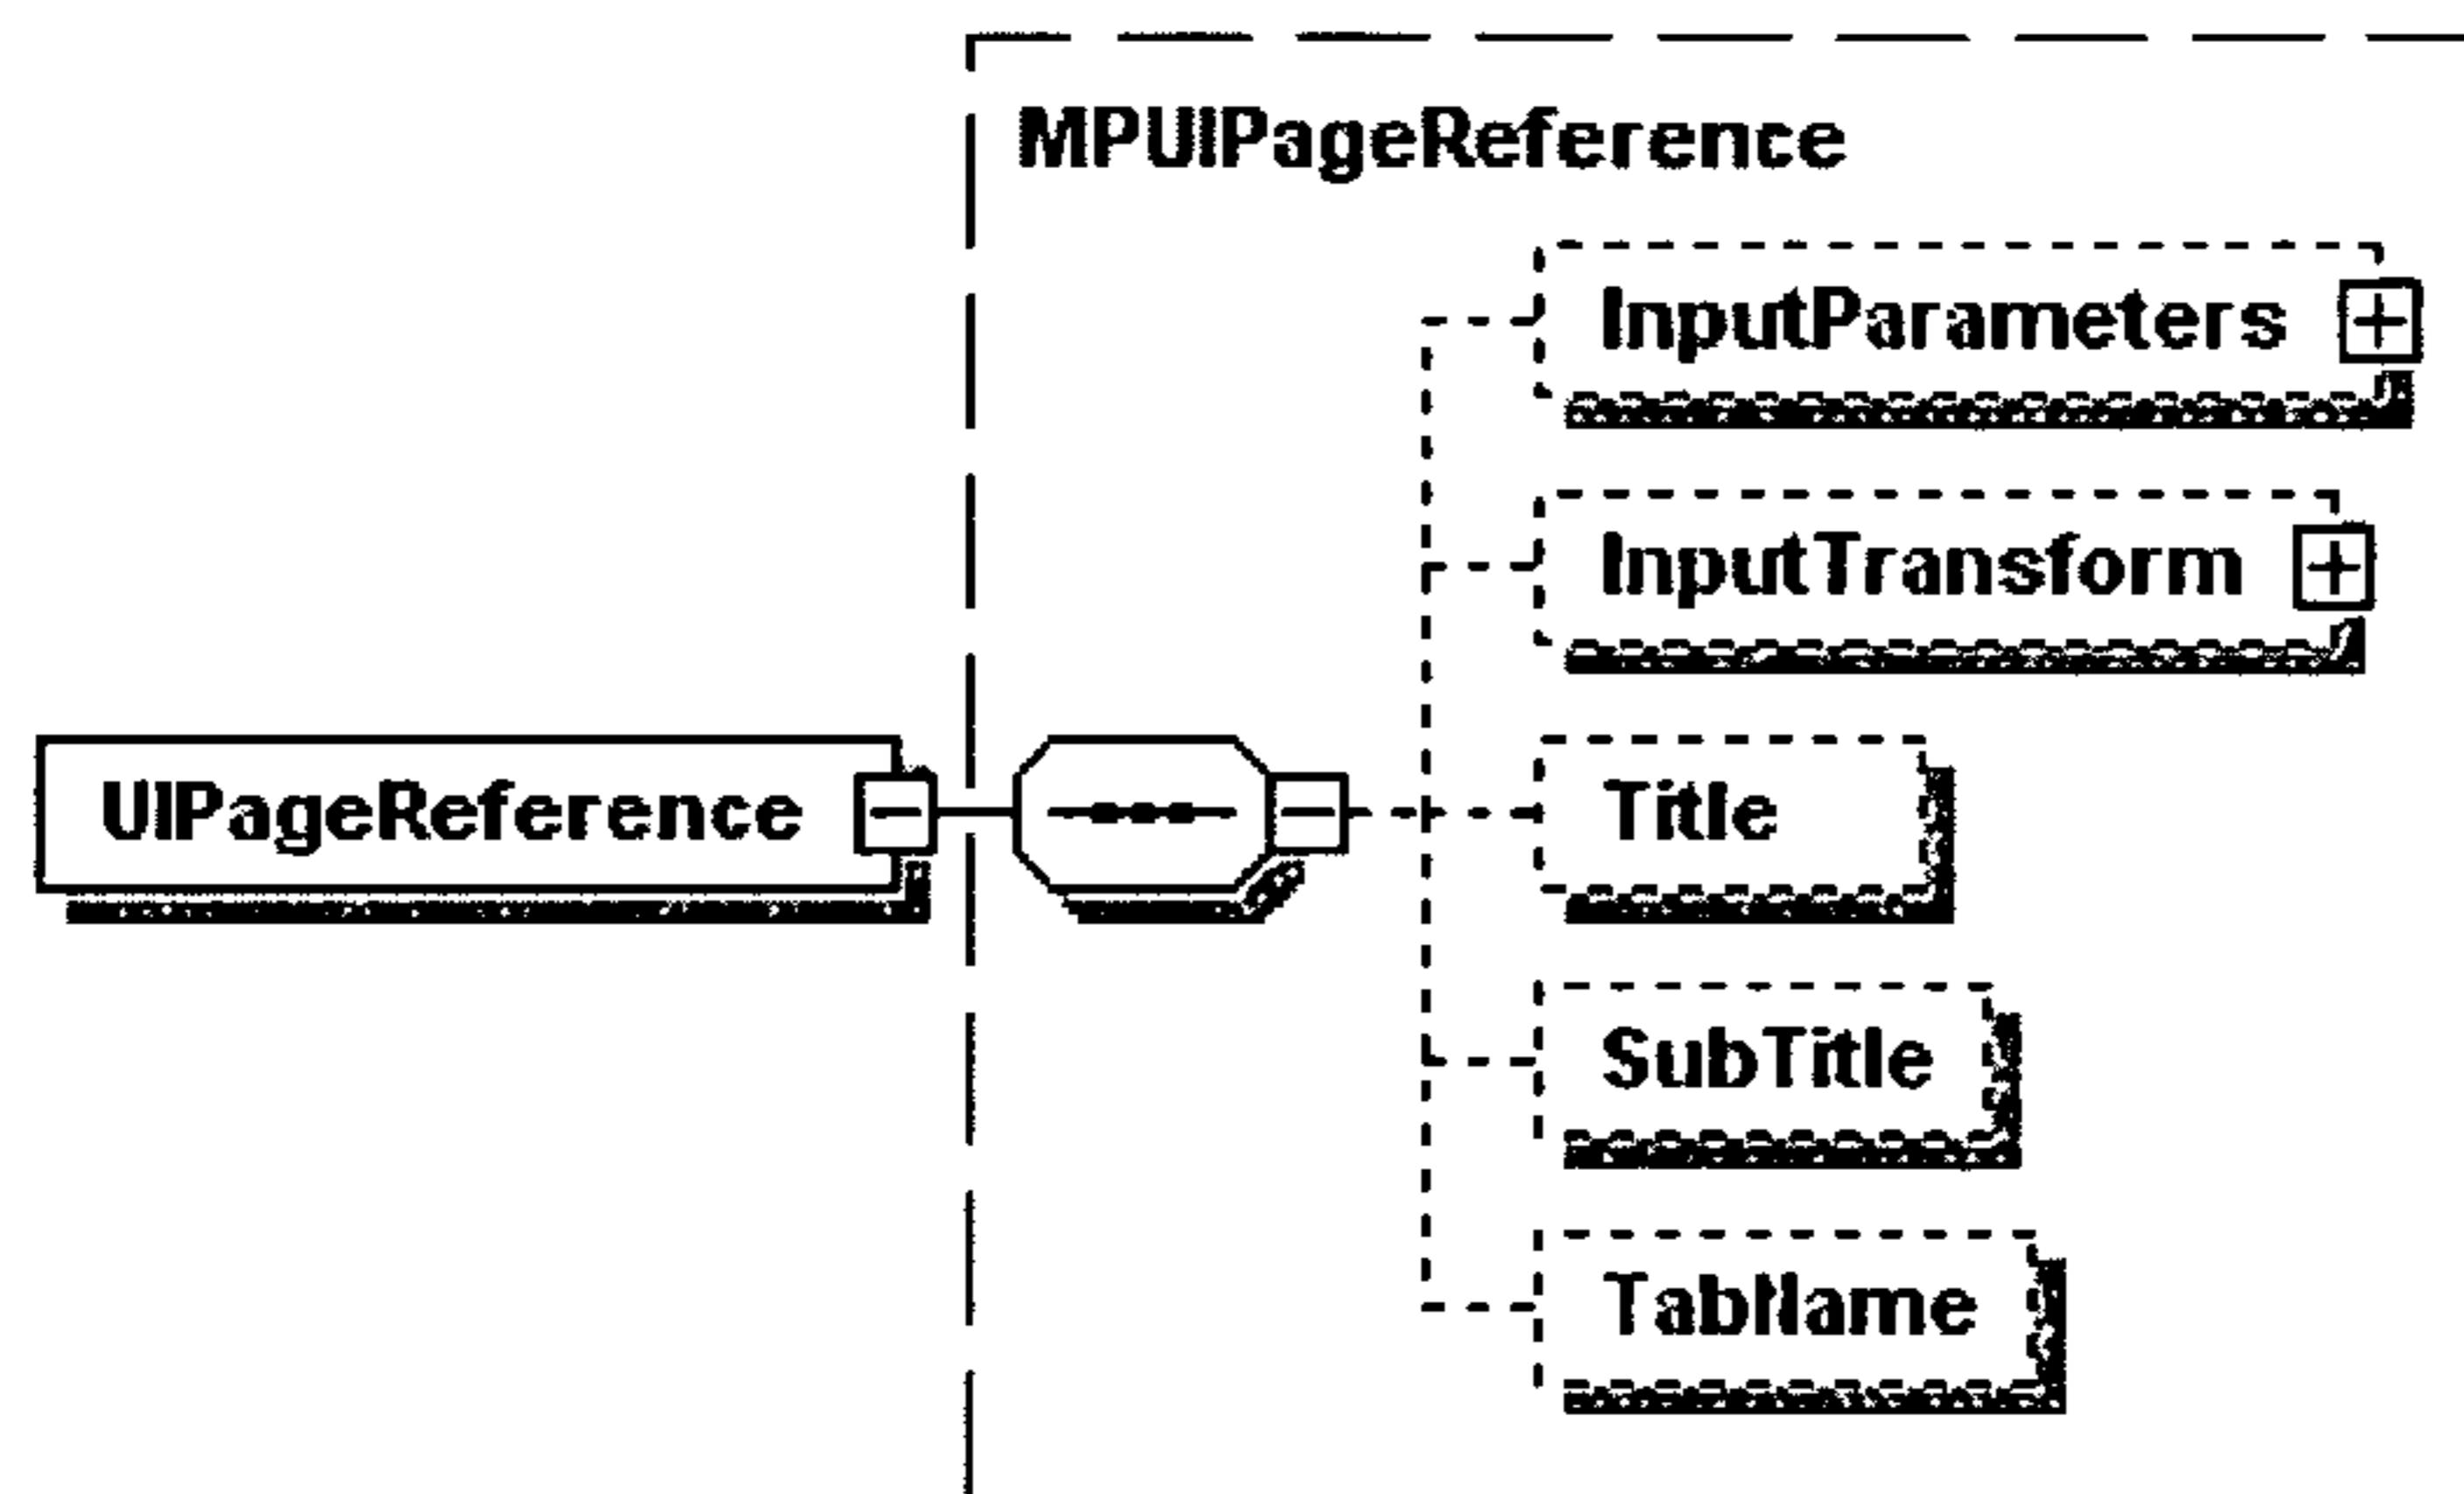 MPUIPageReference
InputParameters
InputTransform
UIPageReference
Title
SubTitle
TabName